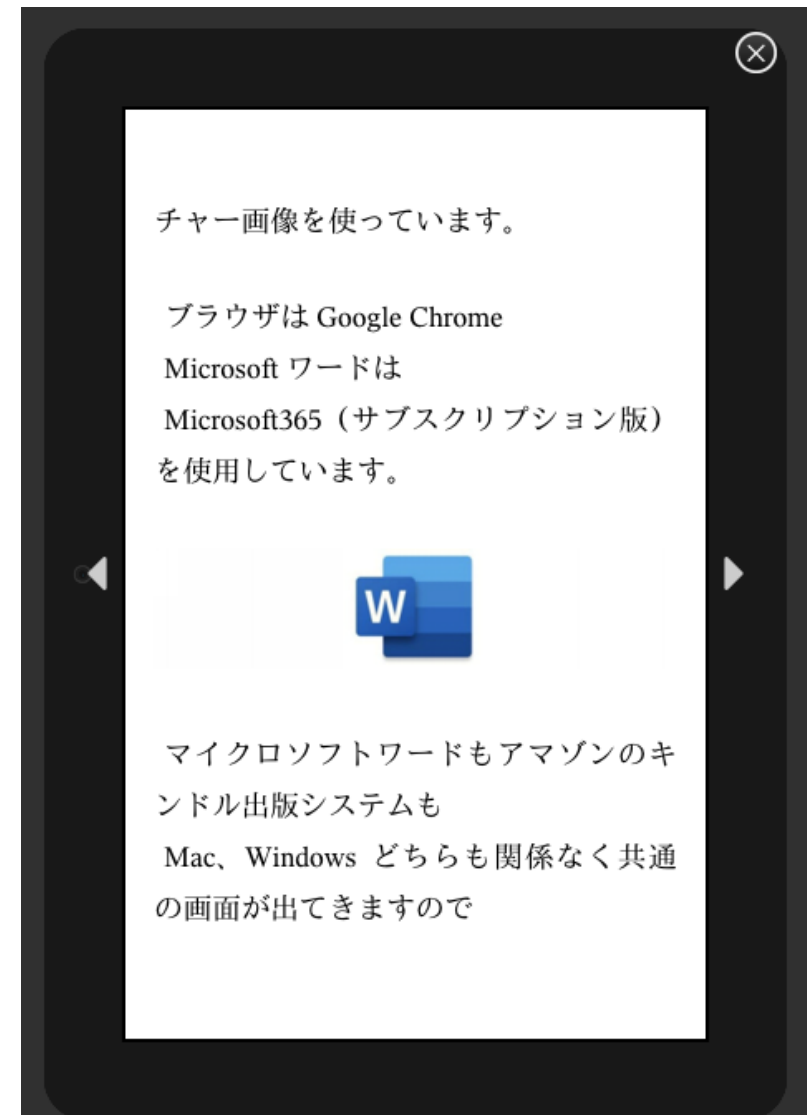 チャー画像を使っています。
ブラウザは Google Chrome
Microsoft ワードは
Microsoft365（サブスクリプション版）
を使用しています。
W
マイクロソフトワードもアマゾンのキ
ンドル出版システムも
Mac、Windows どちらも関係なく共通
の画面が出てきますので